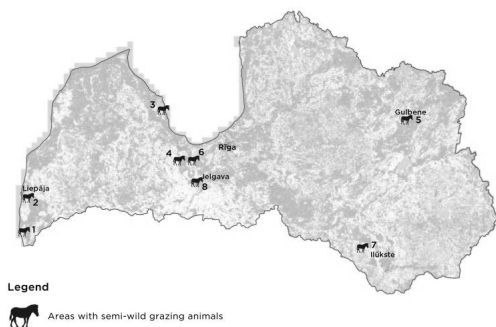 3
Gulbene
5
Rīga
4
6
Jelgava
8
Liepāja
2
1
7
Ilūkste
Legend
Areas with semi-wild grazing animals